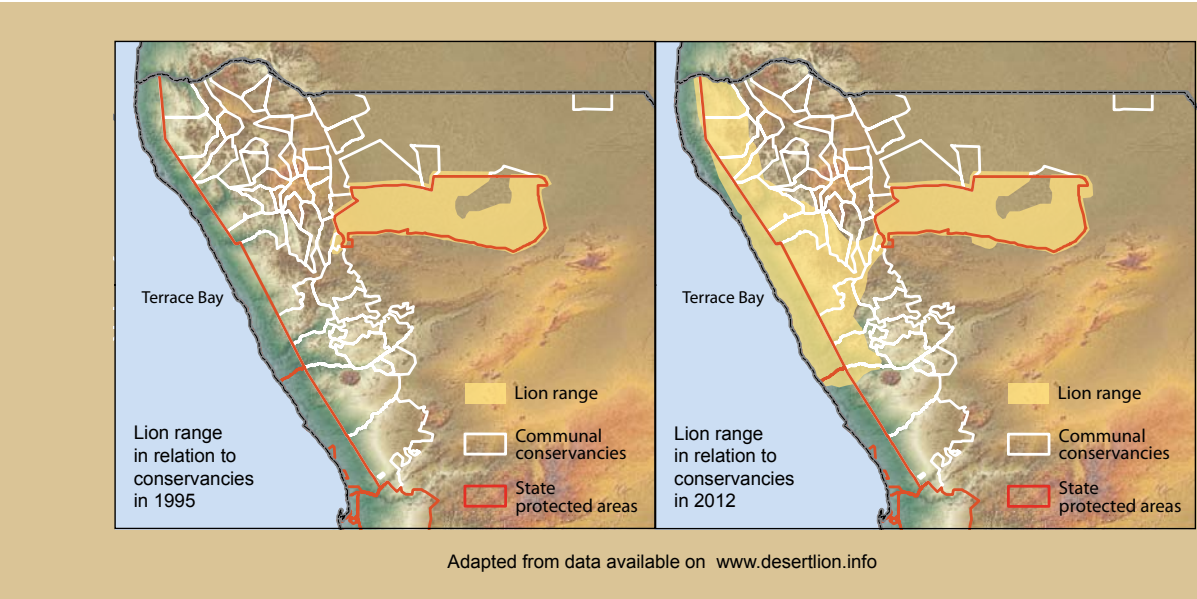 Terrace Bay
Lion range
Communal
conservancies
State
protected areas
Lion range
in relation to
conservancies
in 1995
Terrace Bay
Lion range
Communal
conservancies
State
protected areas
Lion range
in relation to
conservancies
in 2012
Adapted from data available on www.desertlion.info